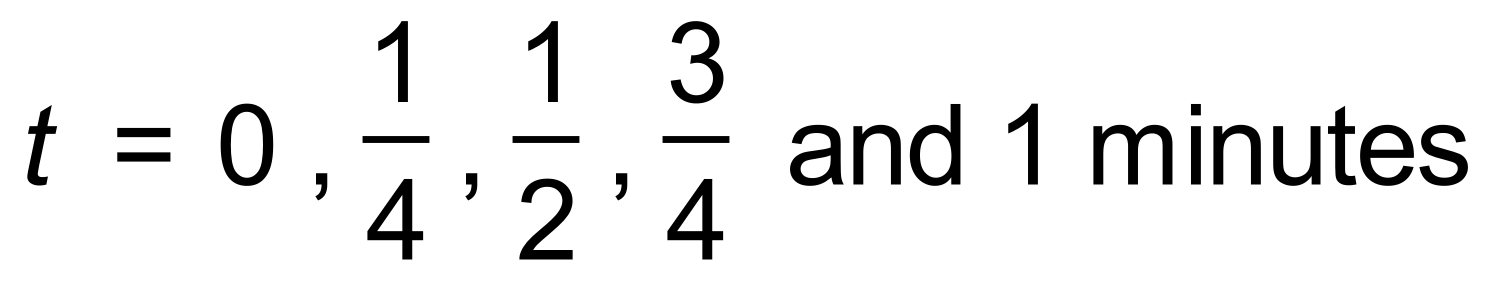 t = 0 , 1/4 , 1/2 , 3/4 and 1 minutes